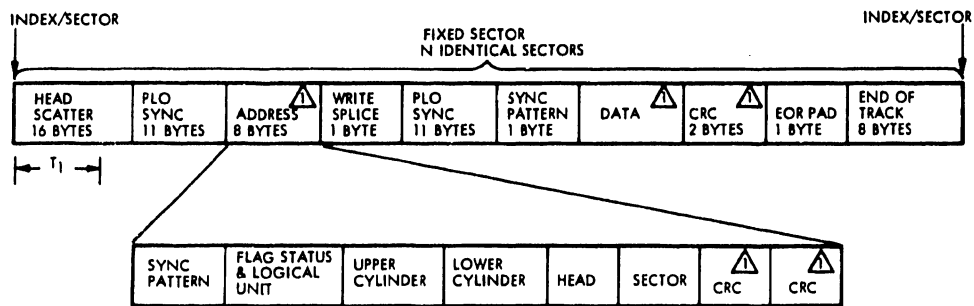 INDEX/SECTOR
INDEX/SECTOR
FIXED SECTOR
N IDENTICAL SECTORS
HEAD
SCATTER
16 BYTES
PLO
SYNC
11 BYTES
1
ADDRESS
8 BYTES
WRITE
SPLICE
1 BYTE
PLO
SYNC
11 BYTES
SYNC
PATTERN
1 BYTE
1
DATA
1
CRC
2 BYTES
EOR PAD
1 BYTE
END OF
TRACK
8 BYTES
T1
SYNC
PATTERN
FLAG STATUS
& LOGICAL
UNIT
UPPER
CYLINDER
LOWER
CYLINDER
HEAD
SECTOR
1
CRC
1
CRC